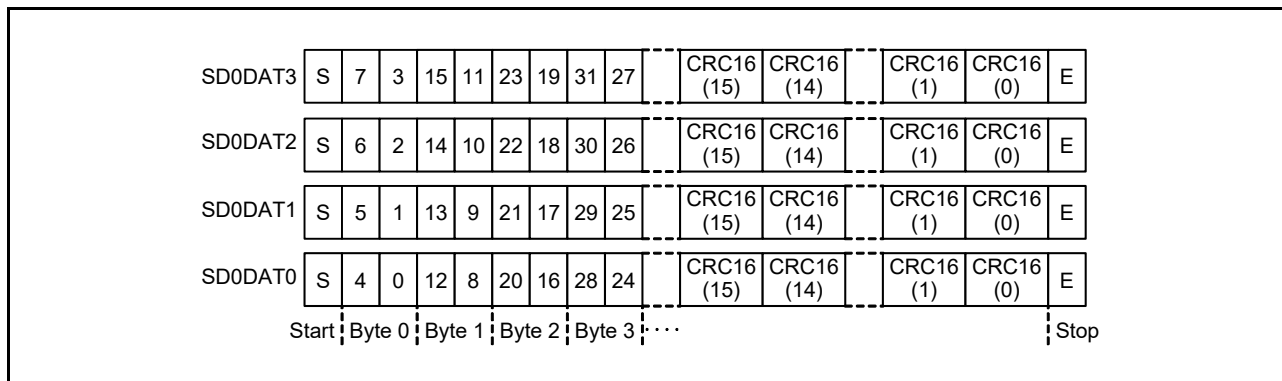 SD0DAT3 S 7 3 15 11 23 19 31 27 CRC16 (15) CRC16 (14) CRC16 (1) CRC16 (0) E
SD0DAT2 S 6 2 14 10 22 18 30 26 CRC16 (15) CRC16 (14) CRC16 (1) CRC16 (0) E
SD0DAT1 S 5 1 13 9 21 17 29 25 CRC16 (15) CRC16 (14) CRC16 (1) CRC16 (0) E
SD0DAT0 S 4 0 12 8 20 16 28 24 CRC16 (15) CRC16 (14) CRC16 (1) CRC16 (0) E
Start Byte 0 Byte 1 Byte 2 Byte 3 ···· Stop